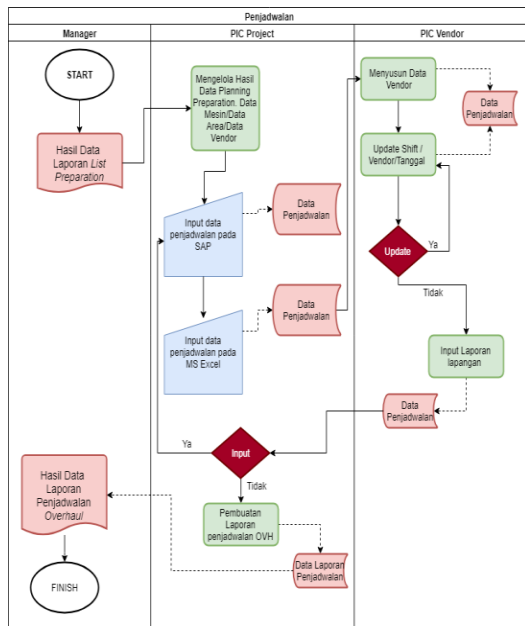 Penjadwalan
Manager
PIC Project
PIC Vendor
START
Hasil Data
Laporan List
Preparation
Mengelola Hasil
Data Planning
Preparation. Data
Mesin/Data
Area/Data
Vendor
Input data
penjadwalan pada
SAP
Data
Penjadwalan
Input data
penjadwalan pada
MS Excel
Data
Penjadwalan
Menyusun Data
Vendor
Data
Penjadwalan
Update Shift /
Vendor/Tanggal
Update
Ya
Tidak
Input Laporan
lapangan
Data
Penjadwalan
Ya
Input
Tidak
Pembuatan
Laporan
penjadwalan OVH
Data Laporan
Penjadwalan
Hasil Data
Laporan
Penjadwalan
Overhaul
FINISH